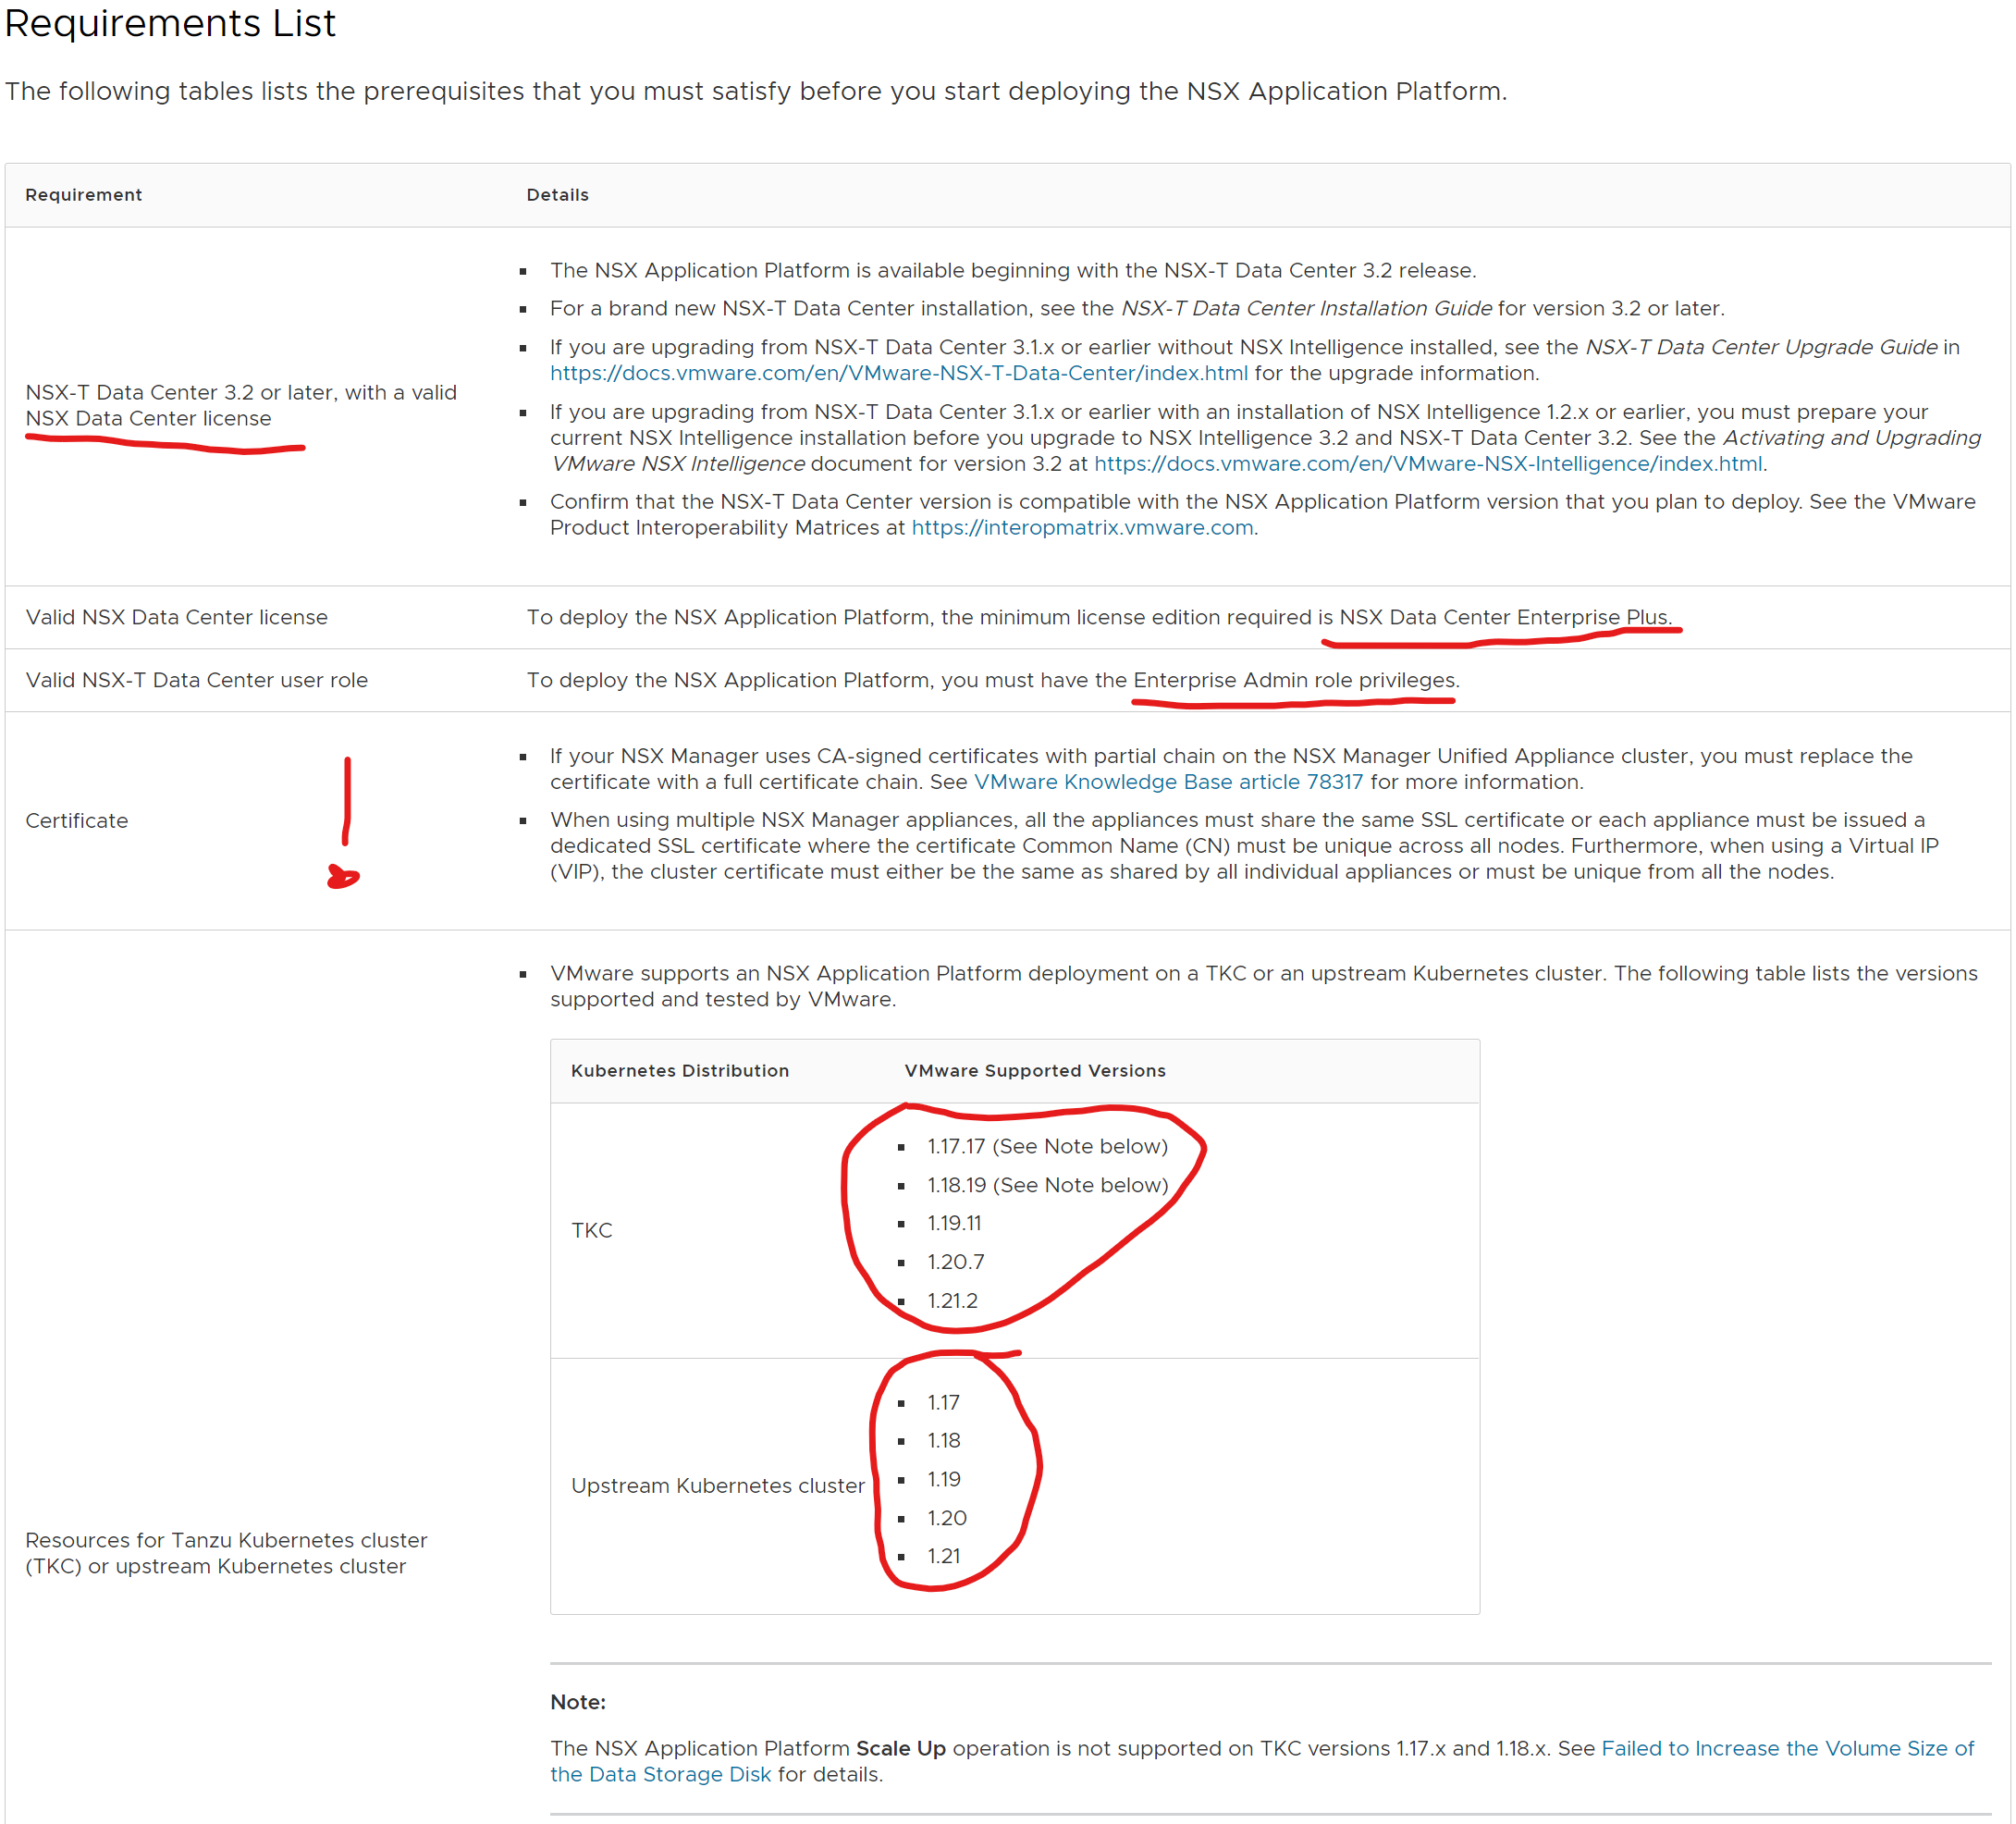 Requirements List
The following tables lists the prerequisites that you must satisfy before you start deploying the NSX Application Platform.
Requirement Details
NSX-T Data Center 3.2 or later, with a valid
NSX Data Center license
▪ The NSX Application Platform is available beginning with the NSX-T Data Center 3.2 release.
▪ For a brand new NSX-T Data Center installation, see the NSX-T Data Center Installation Guide for version 3.2 or later.
▪ If you are upgrading from NSX-T Data Center 3.1.x or earlier without NSX Intelligence installed, see the NSX-T Data Center Upgrade Guide in
https://docs.vmware.com/en/VMware-NSX-T-Data-Center/index.html for the upgrade information.
▪ If you are upgrading from NSX-T Data Center 3.1.x or earlier with an installation of NSX Intelligence 1.2.x or earlier, you must prepare your
current NSX Intelligence installation before you upgrade to NSX Intelligence 3.2 and NSX-T Data Center 3.2. See the Activating and Upgrading
VMware NSX Intelligence document for version 3.2 at https://docs.vmware.com/en/VMware-NSX-Intelligence/index.html.
▪ Confirm that the NSX-T Data Center version is compatible with the NSX Application Platform version that you plan to deploy. See the VMware
Product Interoperability Matrices at https://interopmatrix.vmware.com.
Valid NSX Data Center license To deploy the NSX Application Platform, the minimum license edition required is NSX Data Center Enterprise Plus.
Valid NSX-T Data Center user role To deploy the NSX Application Platform, you must have the Enterprise Admin role privileges.
Certificate
▪ If your NSX Manager uses CA-signed certificates with partial chain on the NSX Manager Unified Appliance cluster, you must replace the
certificate with a full certificate chain. See VMware Knowledge Base article 78317 for more information.
▪ When using multiple NSX Manager appliances, all the appliances must share the same SSL certificate or each appliance must be issued a
dedicated SSL certificate where the certificate Common Name (CN) must be unique across all nodes. Furthermore, when using a Virtual IP
(VIP), the cluster certificate must either be the same as shared by all individual appliances or must be unique from all the nodes.
Resources for Tanzu Kubernetes cluster
(TKC) or upstream Kubernetes cluster
▪ VMware supports an NSX Application Platform deployment on a TKC or an upstream Kubernetes cluster. The following table lists the versions
supported and tested by VMware.
Kubernetes Distribution VMware Supported Versions
TKC
▪ 1.17.17 (See Note below)
▪ 1.18.19 (See Note below)
▪ 1.19.11
▪ 1.20.7
▪ 1.21.2
Upstream Kubernetes cluster
▪ 1.17
▪ 1.18
▪ 1.19
▪ 1.20
▪ 1.21
Note:
The NSX Application Platform Scale Up operation is not supported on TKC versions 1.17.x and 1.18.x. See Failed to Increase the Volume Size of
the Data Storage Disk for details.